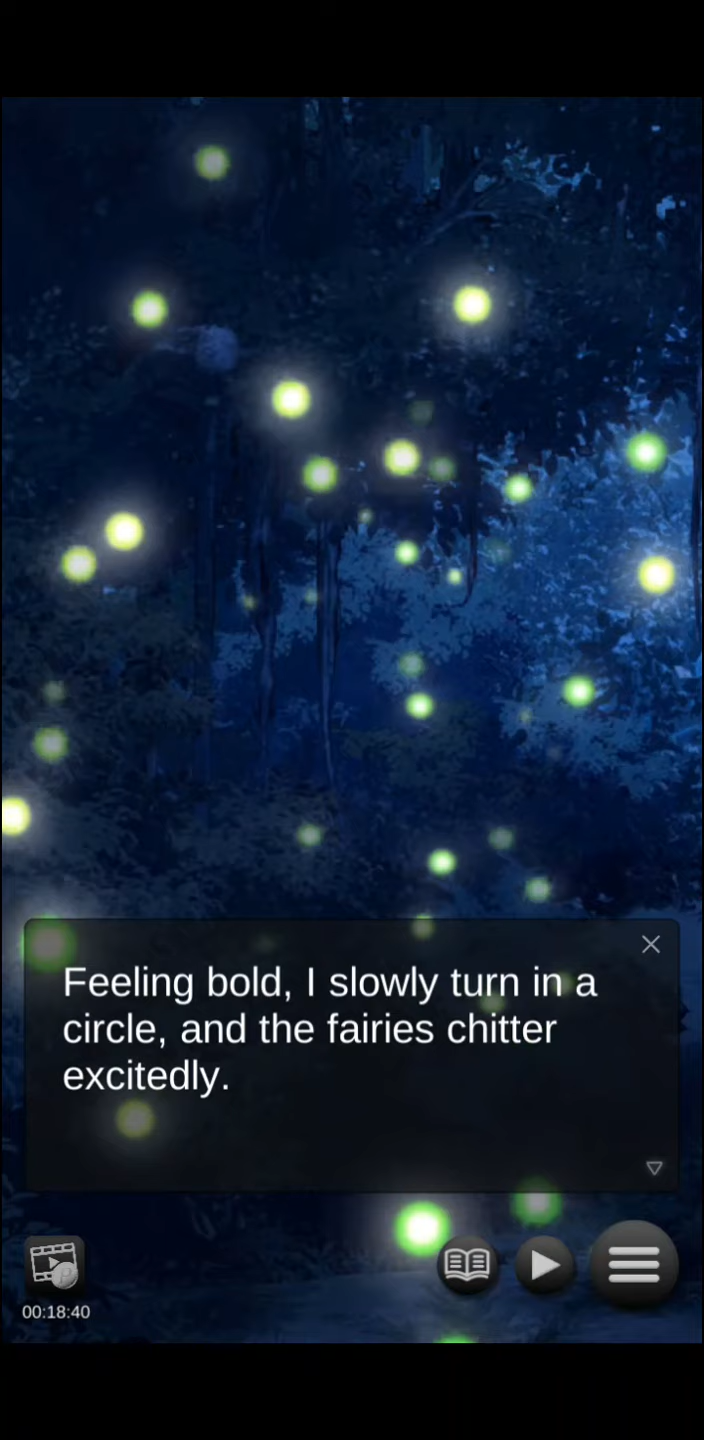 Feeling bold, I slowly turn in a
circle, and the fairies chitter
excitedly.
00:18:40